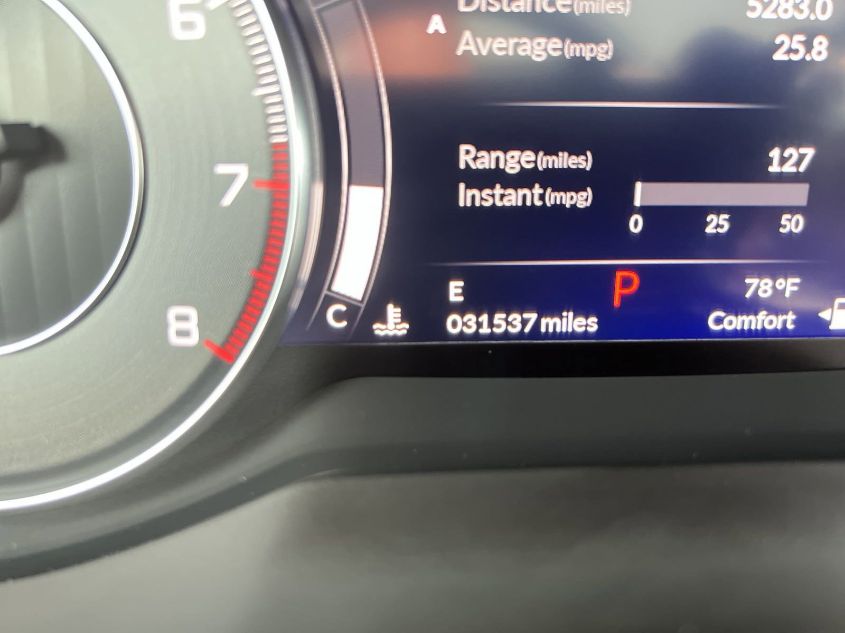 6
7
8
A
Distance(miles) 5283.0
Average(mpg) 25.8
Range(miles) 127
Instant(mpg)
0 25 50
C
E P 78°F
031537 miles Comfort